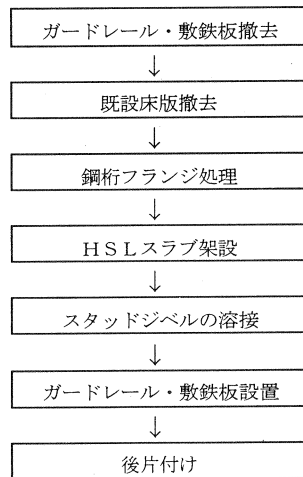 ガードレール・敷鉄板撤去
↓
既設床版撤去
↓
鋼桁フランジ処理
↓
ＨＳＬスラブ架設
↓
スタッドジベルの溶接
↓
ガードレール・敷鉄板設置
↓
後片付け